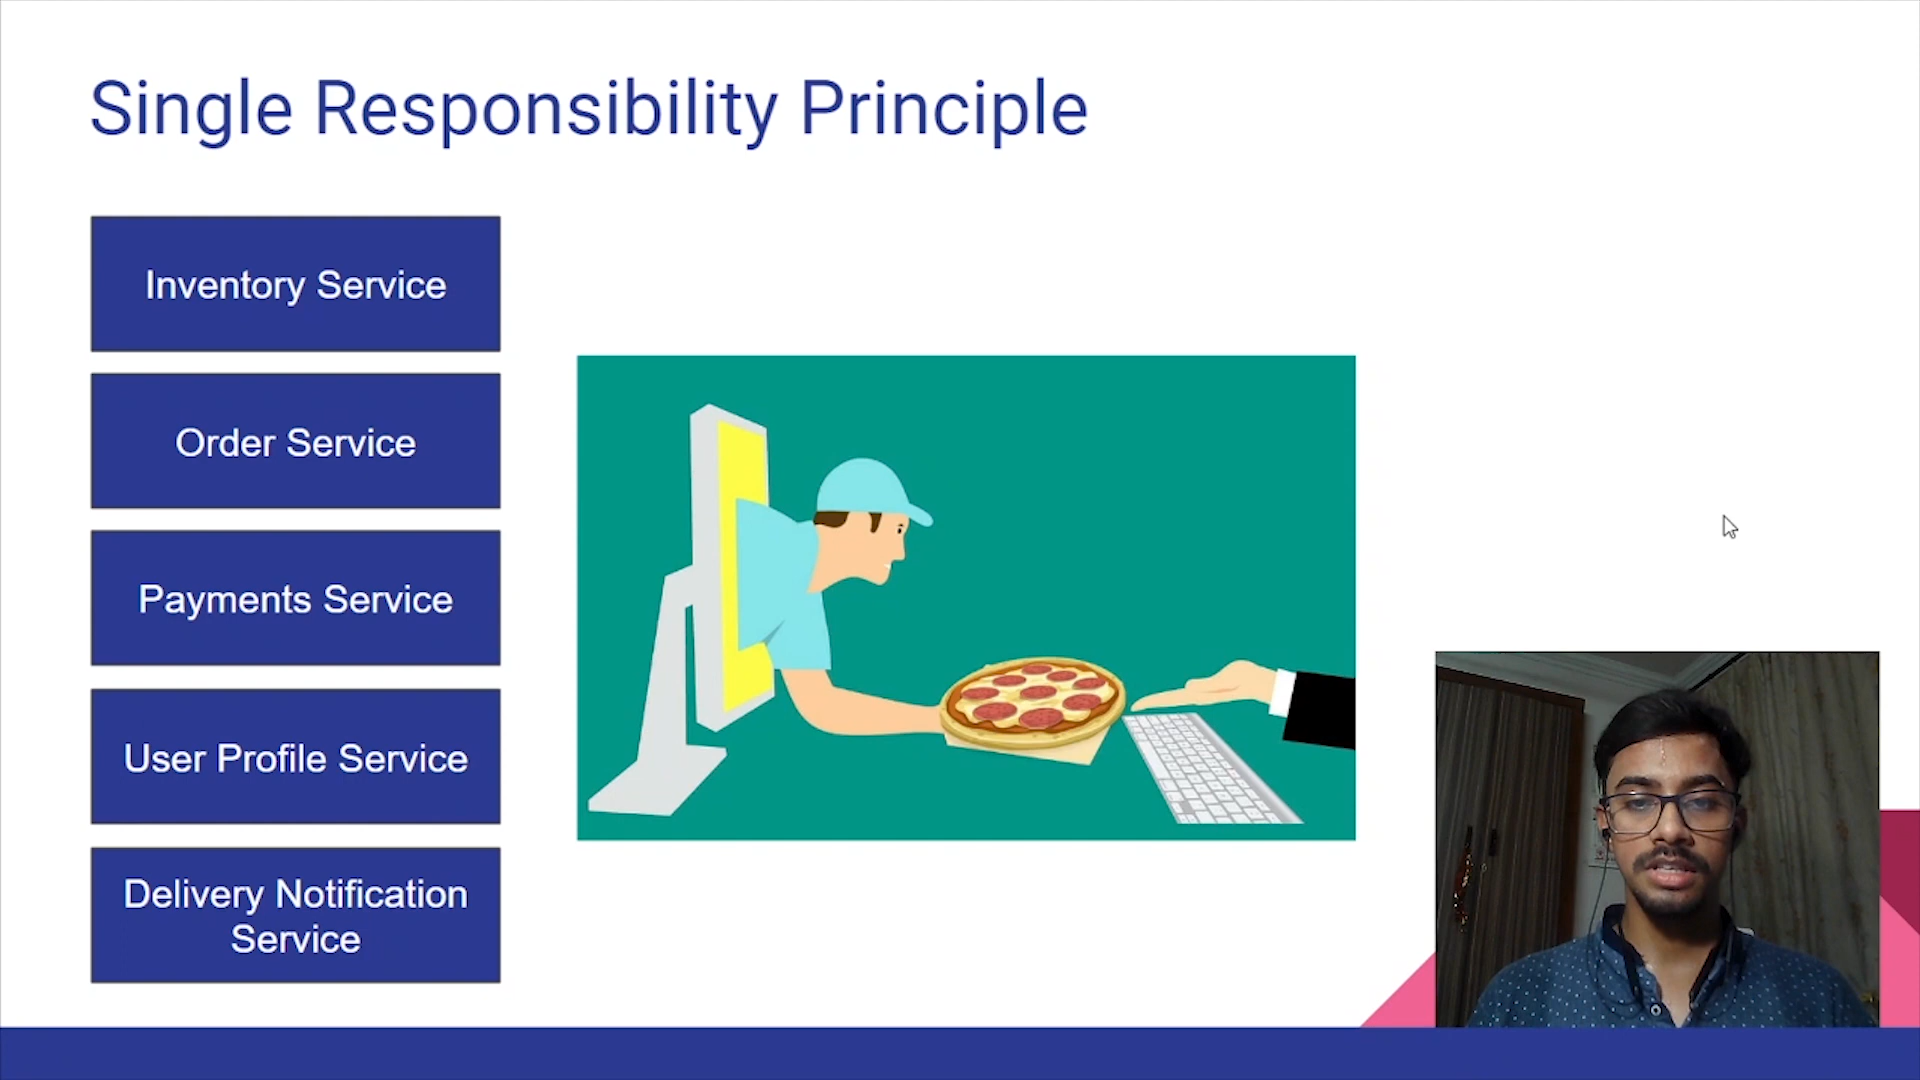 Single Responsibility Principle
Inventory Service
Order Service
Payments Service
User Profile Service
Delivery Notification
Service